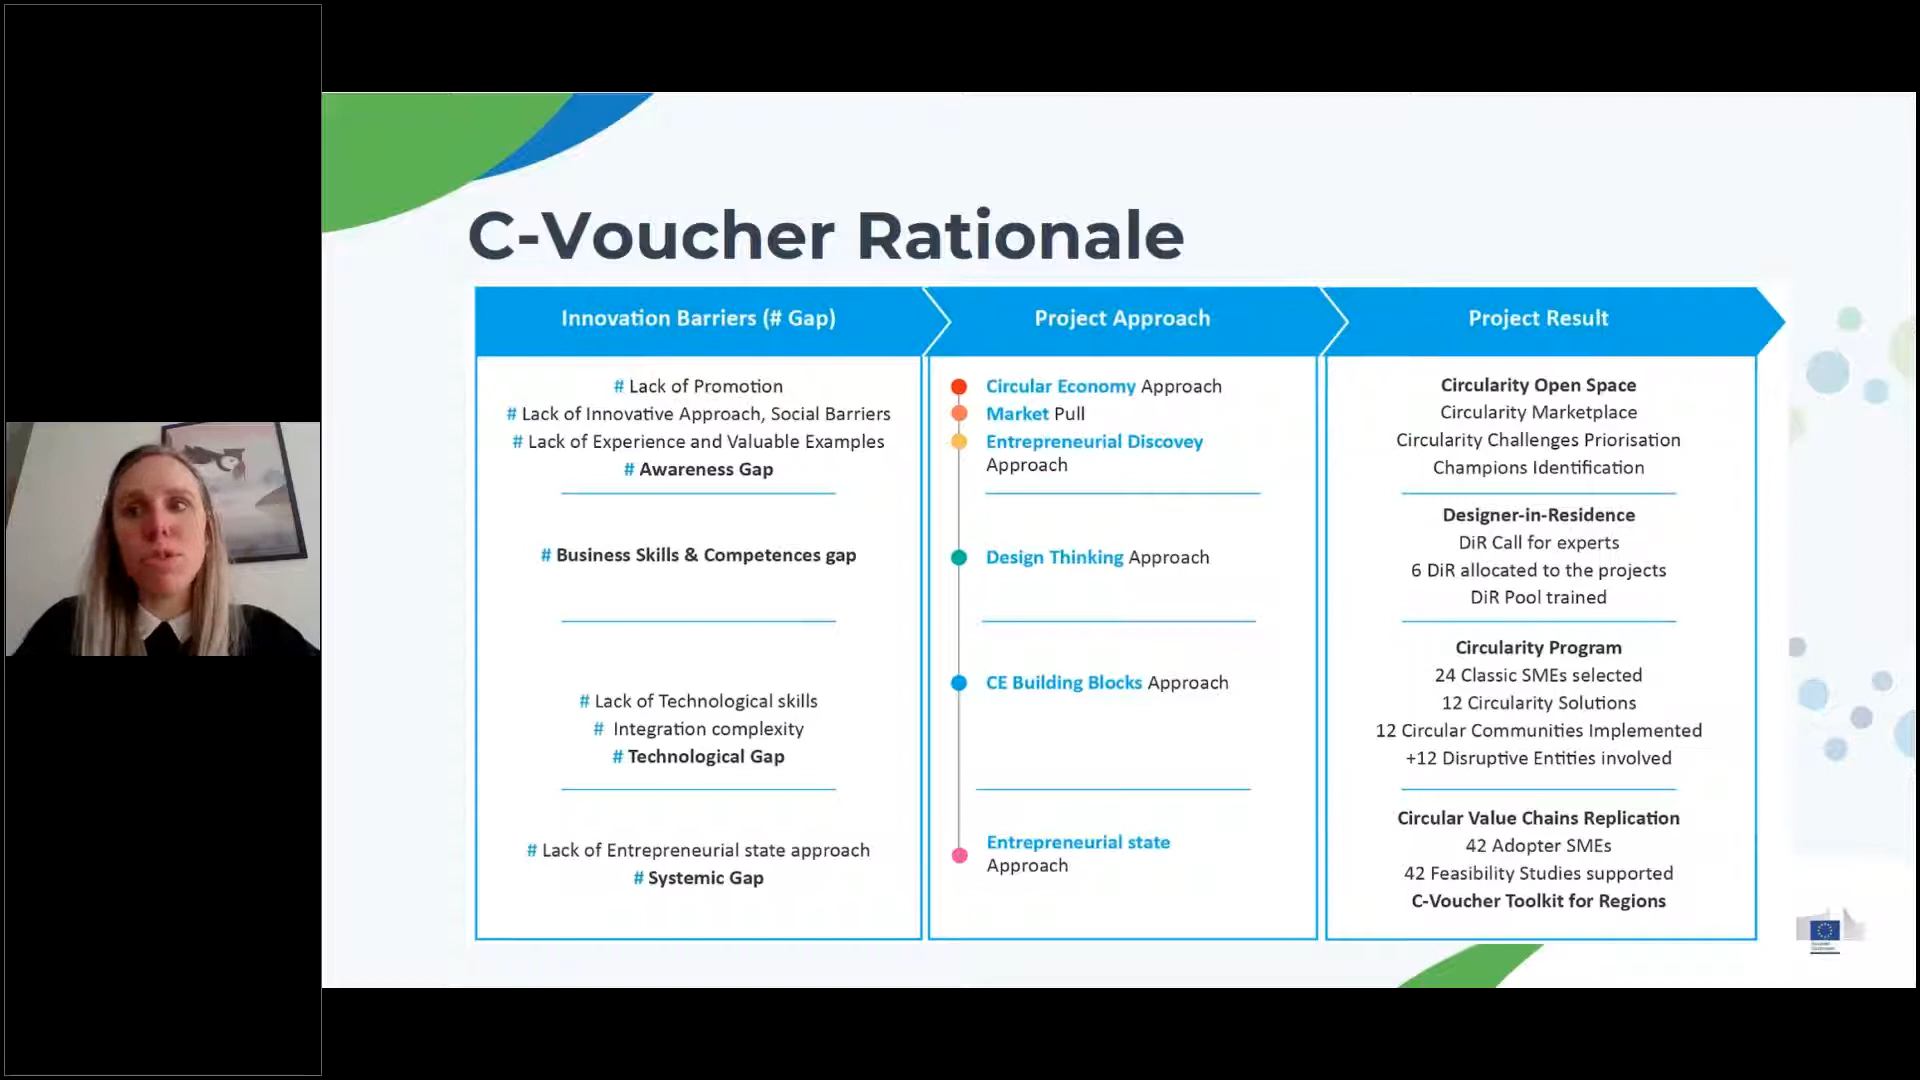 C-Voucher Rationale
Innovation Barriers (# Gap)
# Lack of Promotion
# Lack of Innovative Approach, Social Barriers
# Lack of Experience and Valuable Examples
# Awareness Gap
# Business Skills & Competences gap
# Lack of Technological skills
# Integration complexity
# Technological Gap
# Lack of Entrepreneurial state approach
# Systemic Gap
Project Approach
Circular Economy Approach
Market Pull
Entrepreneurial Discovey
Approach
Design Thinking Approach
CE Building Blocks Approach
Entrepreneurial state
Approach
Project Result
Circularity Open Space
Circularity Marketplace
Circularity Challenges Priorisation
Champions Identification
Designer-in-Residence
DiR Call for experts
6 DiR allocated to the projects
DiR Pool trained
Circularity Program
24 Classic SMEs selected
12 Circularity Solutions
12 Circular Communities Implemented
+12 Disruptive Entities involved
Circular Value Chains Replication
42 Adopter SMEs
42 Feasibility Studies supported
C-Voucher Toolkit for Regions